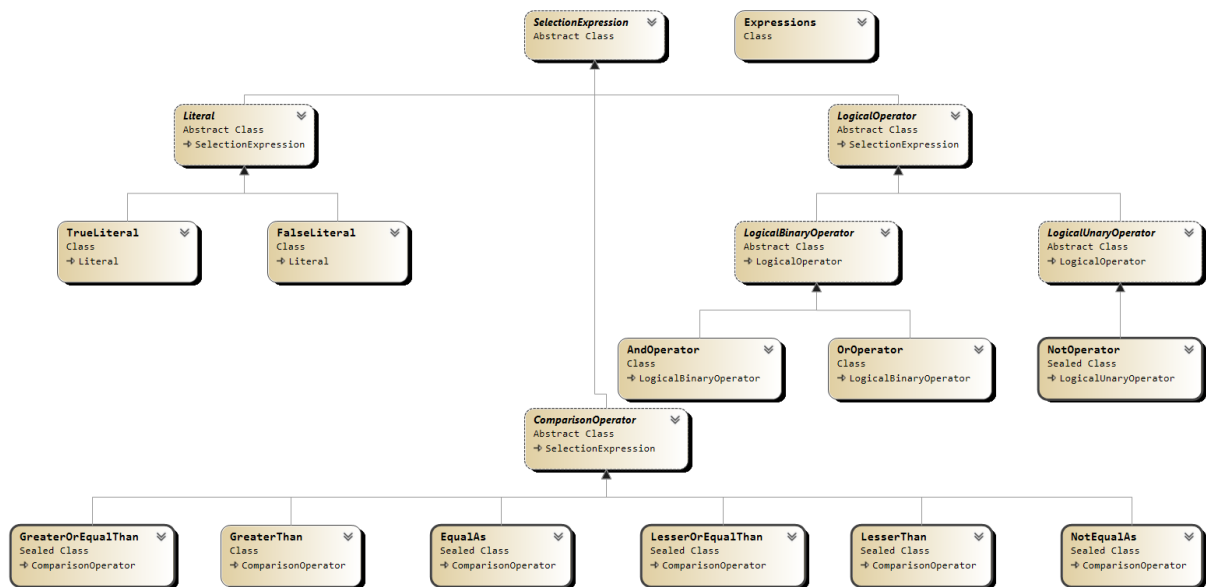 SelectionExpression
Abstract Class
Expressions
Class
Literal
Abstract Class
SelectionExpression
LogicalOperator
Abstract Class
SelectionExpression
TrueLiteral
Class
Literal
FalseLiteral
Class
Literal
LogicalBinaryOperator
Abstract Class
LogicalOperator
LogicalUnaryOperator
Abstract Class
LogicalOperator
AndOperator
Class
LogicalBinaryOperator
OrOperator
Class
LogicalBinaryOperator
NotOperator
Sealed Class
LogicalUnaryOperator
ComparisonOperator
Abstract Class
SelectionExpression
GreaterOrEqualThan
Sealed Class
ComparisonOperator
GreaterThan
Class
ComparisonOperator
EqualAs
Sealed Class
ComparisonOperator
LesserOrEqualThan
Sealed Class
ComparisonOperator
LesserThan
Sealed Class
ComparisonOperator
NotEqualAs
Sealed Class
ComparisonOperator